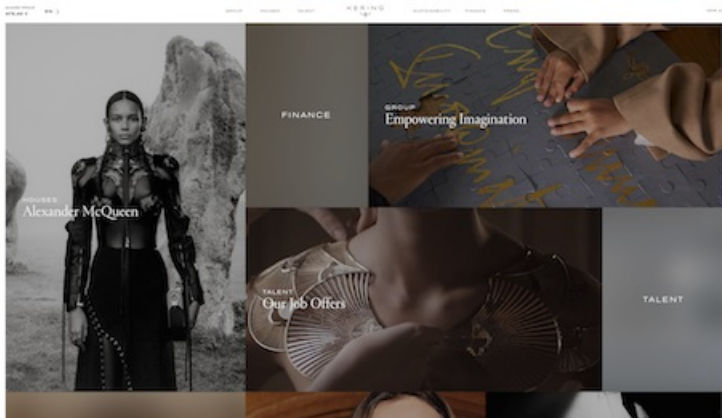 EN
GROUP
HOUSES
TALENT
KERING
SUSTAINABILITY
FINANCE
PRESS
FINANCE
GROUP
Empowering Imagination
HOUSES
Alexander McQueen
TALENT
Our Job Offers
TALENT